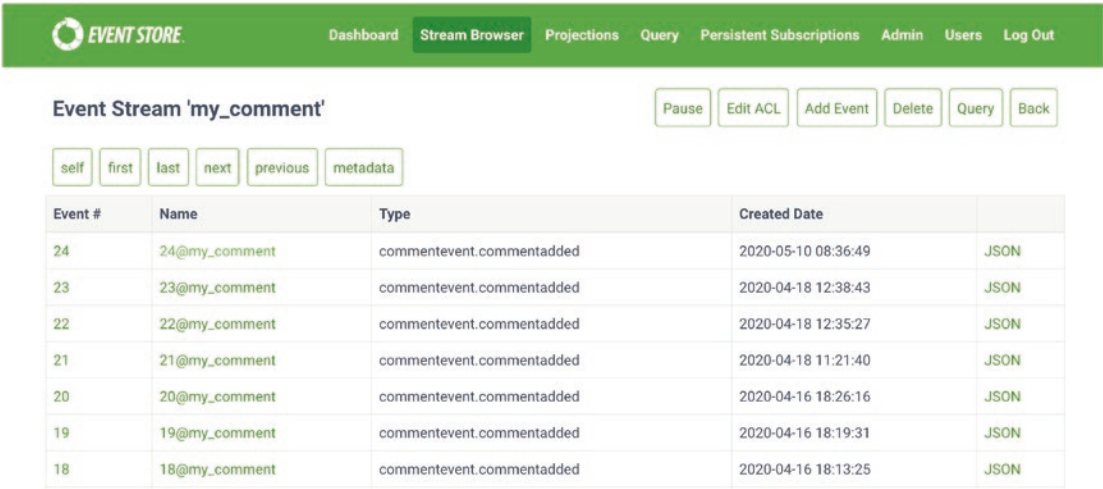 EVENT STORE. Dashboard Stream Browser Projections Query Persistent Subscriptions Admin Users Log Out
Event Stream 'my_comment' Pause Edit ACL Add Event Delete Query Back
self first last next previous metadata
Event # Name Type Created Date
24 24@my_comment commentevent.commentadded 2020-05-10 08:36:49 JSON
23 23@my_comment commentevent.commentadded 2020-04-18 12:38:43 JSON
22 22@my_comment commentevent.commentadded 2020-04-18 12:35:27 JSON
21 21@my_comment commentevent.commentadded 2020-04-18 11:21:40 JSON
20 20@my_comment commentevent.commentadded 2020-04-16 18:26:16 JSON
19 19@my_comment commentevent.commentadded 2020-04-16 18:19:31 JSON
18 18@my_comment commentevent.commentadded 2020-04-16 18:13:25 JSON